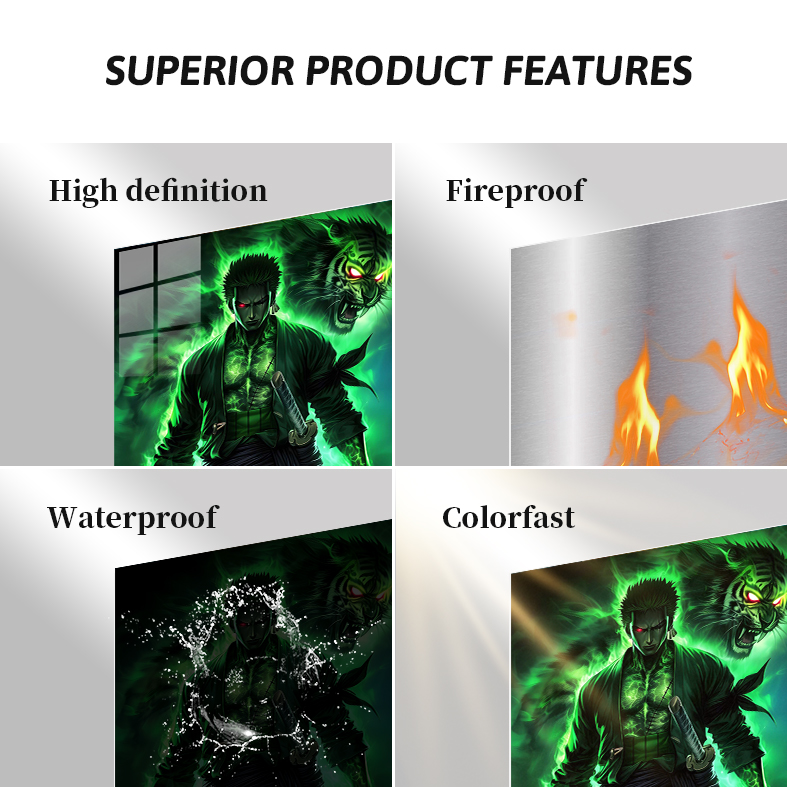 SUPERIOR PRODUCT FEATURES
High definition
Fireproof
Waterproof
Colorfast